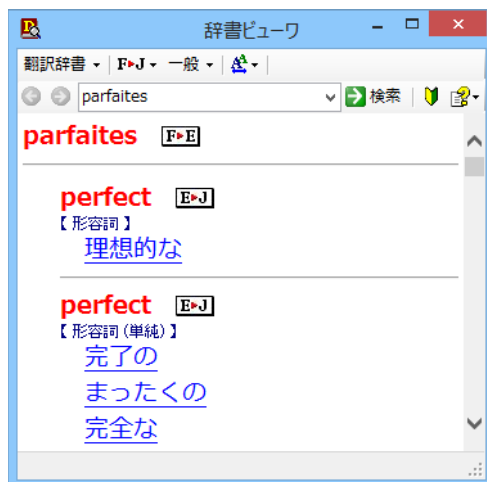 辞書ビューワ
翻訳辞書 F▸J 一般
parfaites 検索
parfaites F▸E
perfect E▸J
【 形容詞 】
理想的な
perfect E▸J
【 形容詞 (単純) 】
完了の
まったくの
完全な